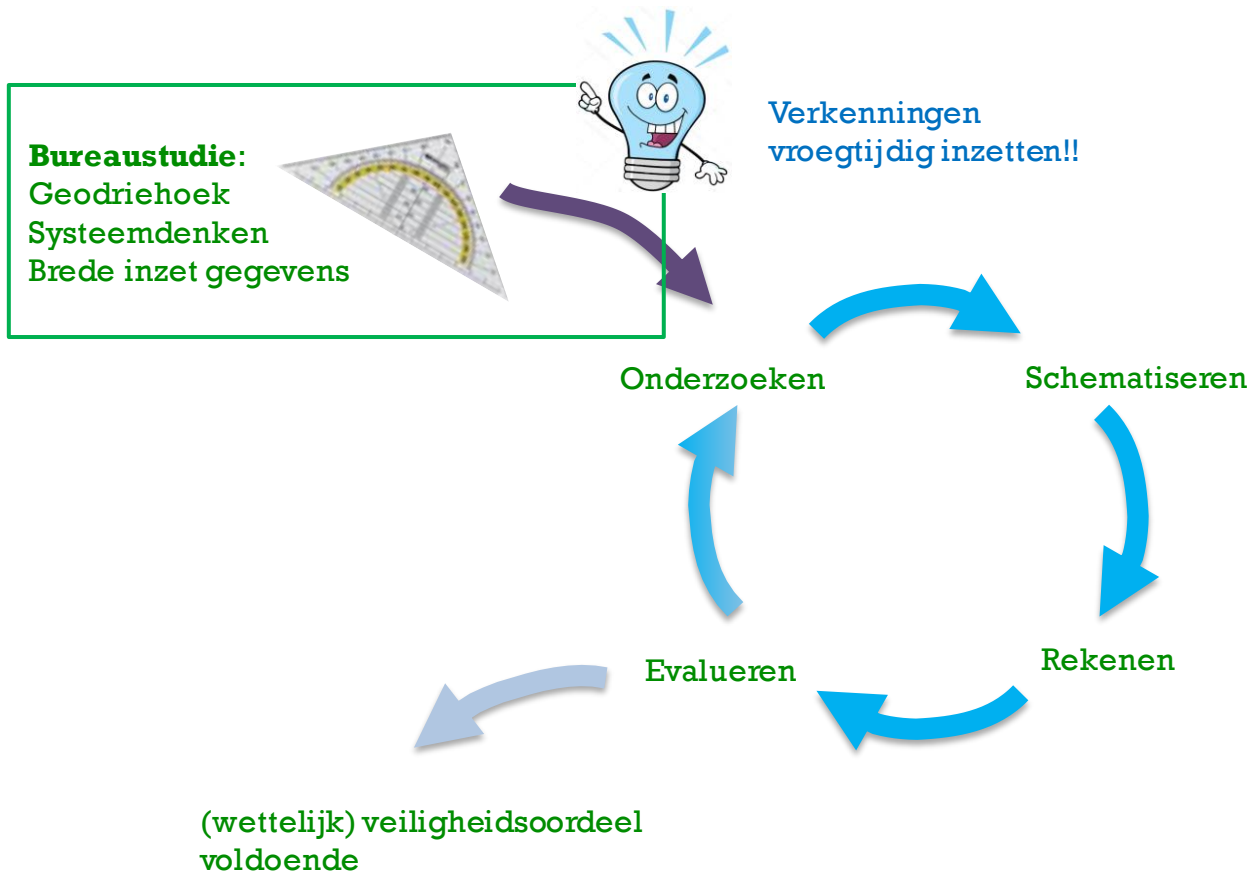 Verkenningen
vroegtijdig inzetten!!
Bureaustudie:
Geodriehoek
Systeemdenken
Brede inzet gegevens
Onderzoeken
Schematiseren
Rekenen
Evalueren
(wettelijk) veiligheidsoordeel
voldoende